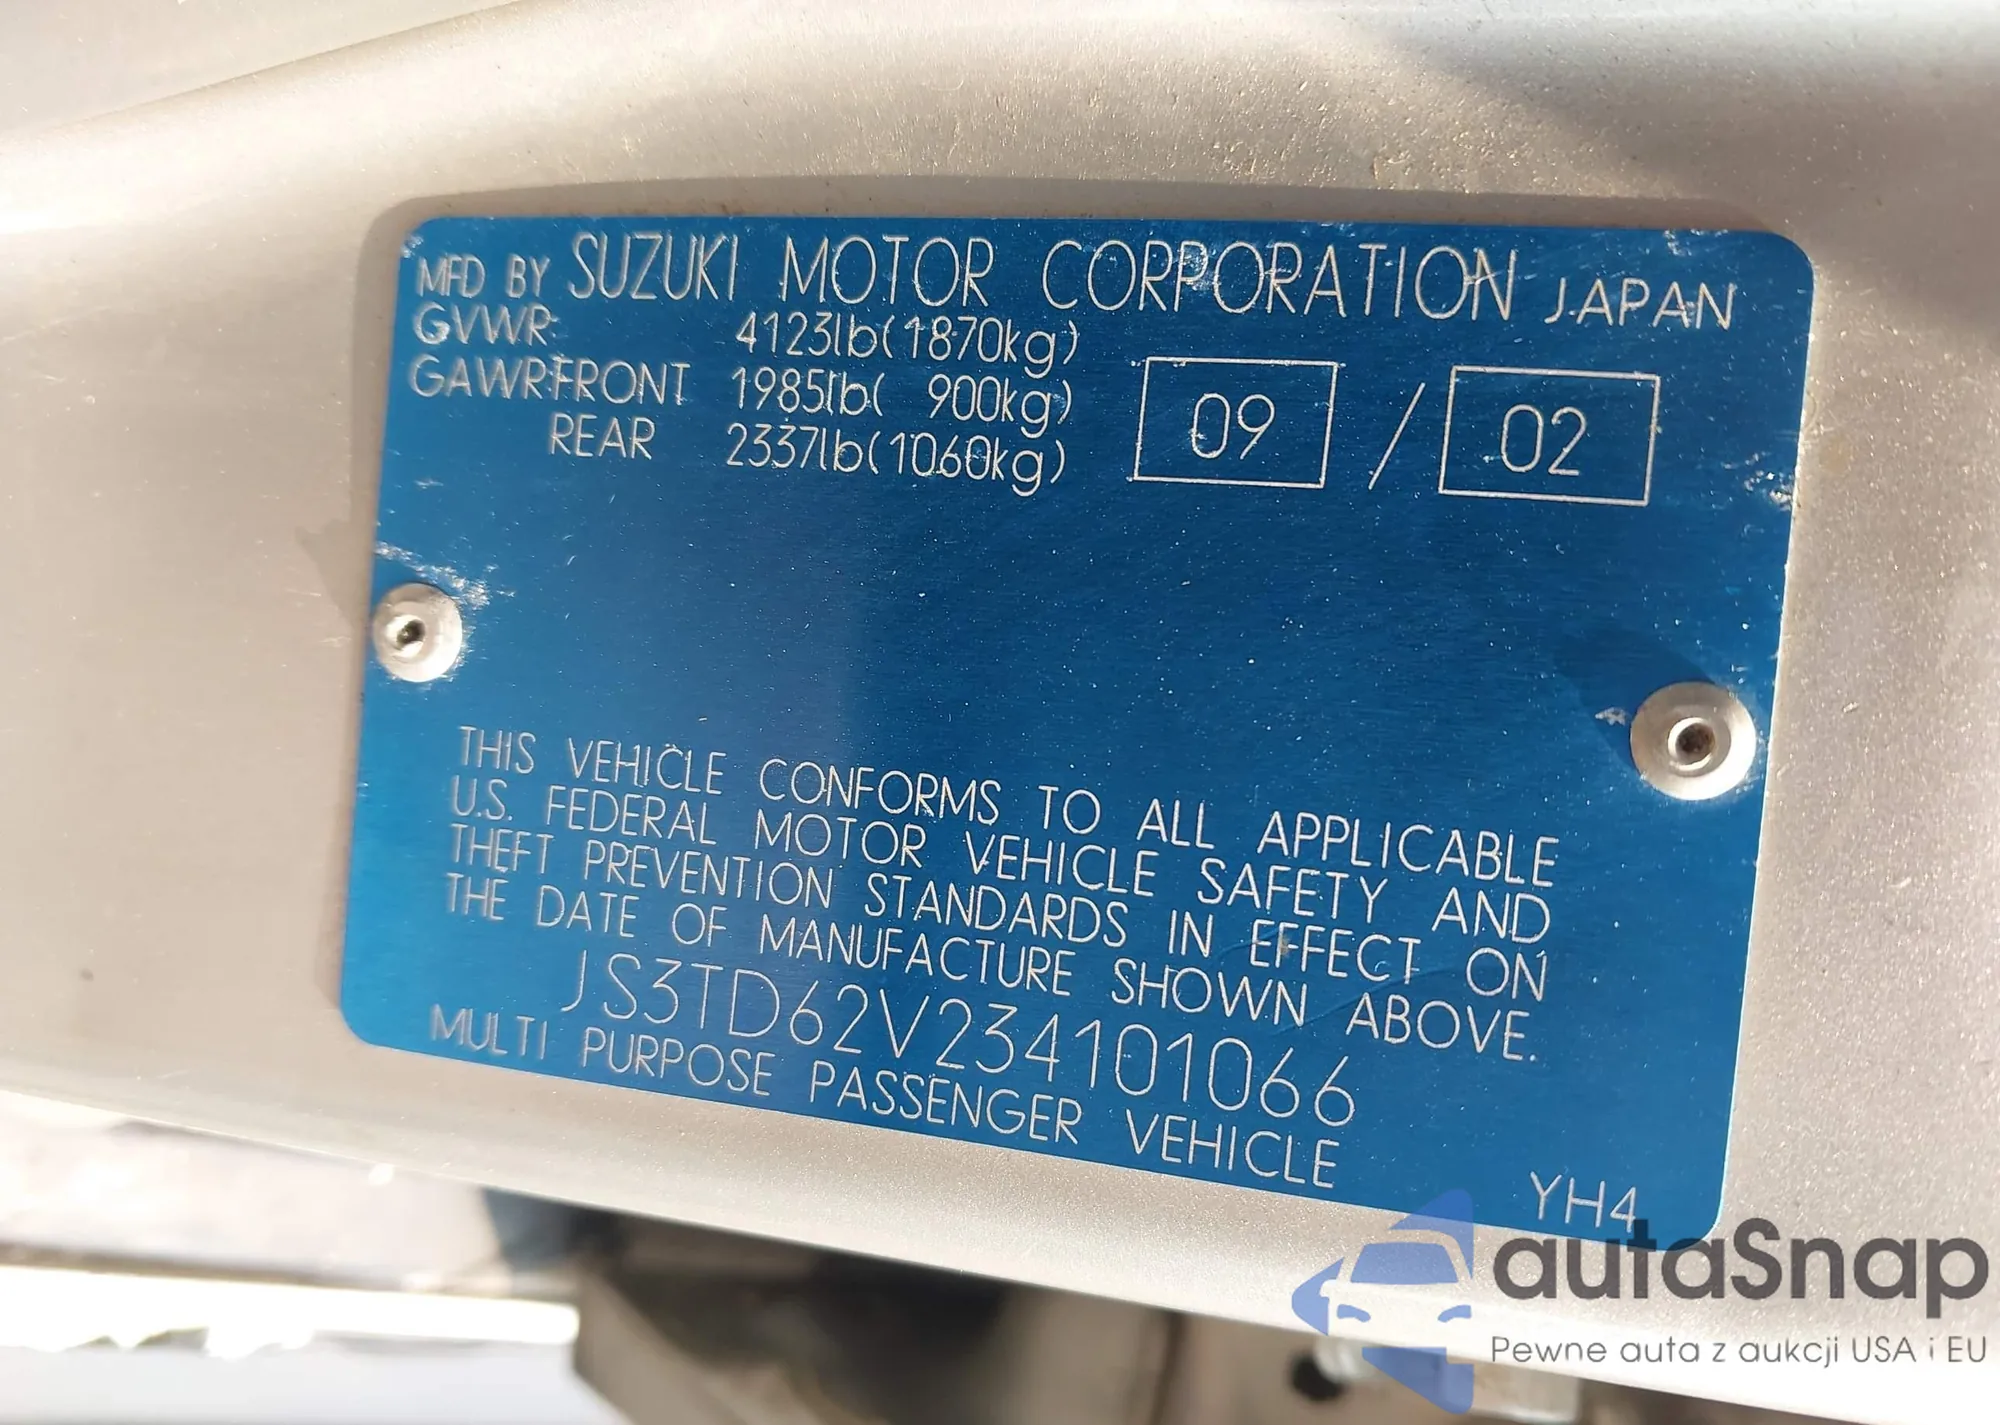 MFD BY SUZUKI MOTOR CORPORATION JAPAN
GVWR 4123lb(1870kg)
GAWR FRONT 1985lb( 900kg)
REAR 2337lb(1060kg)
09 / 02
THIS VEHICLE CONFORMS TO ALL APPLICABLE
U.S. FEDERAL MOTOR VEHICLE SAFETY AND
THEFT PREVENTION STANDARDS IN EFFECT ON
THE DATE OF MANUFACTURE SHOWN ABOVE.
JS3TD62V234101066
MULTI PURPOSE PASSENGER VEHICLE
YH4
autaSnap
Pewne auta z aukcji USA i EU